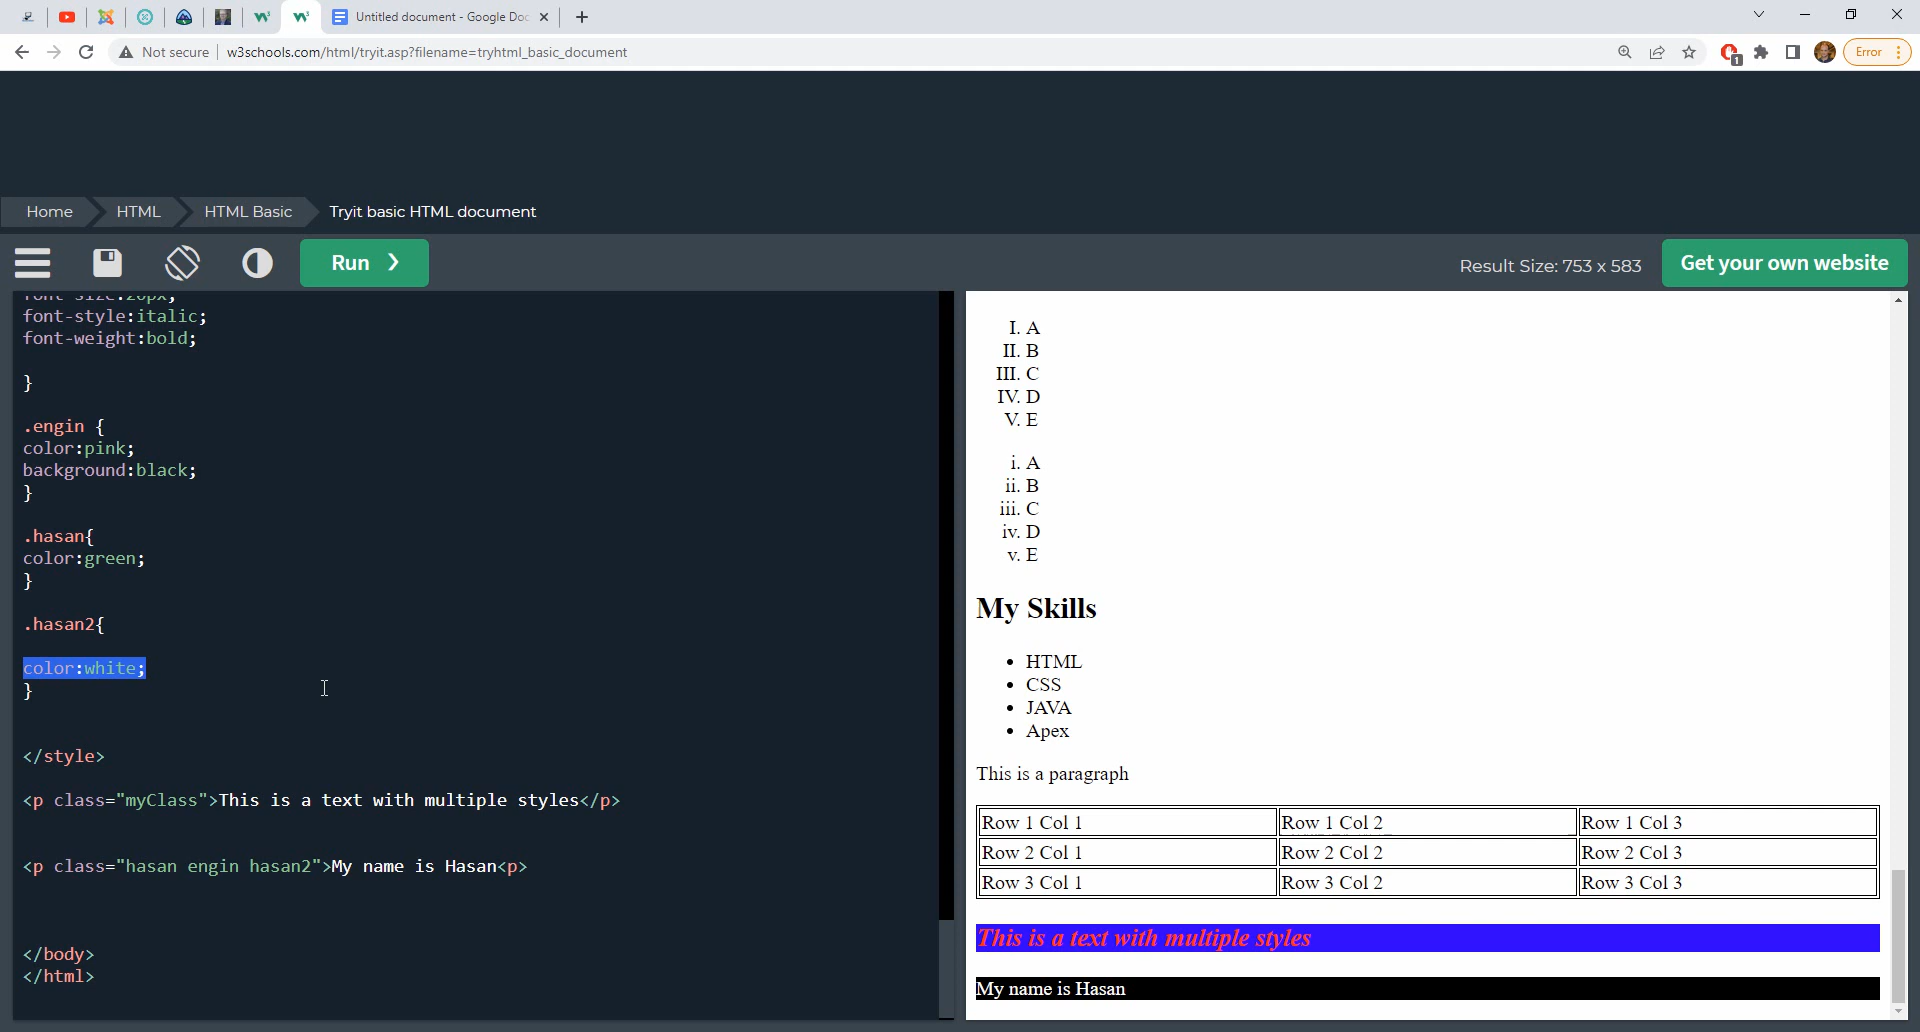 Untitled document - Google Doc
Not secure
w3schools.com/html/tryit.asp?filename=tryhtml_basic_document
1
Error
Home
HTML
HTML Basic
Tryit basic HTML document
Run ❯
Result Size: 753 x 583
Get your own website
font-size:20px;
font-style:italic;
font-weight:bold;
}
.engin {
color:pink;
background:black;
}
.hasan{
color:green;
}
.hasan2{
color:white;
}
</style>
<p class="myClass">This is a text with multiple styles</p>
<p class="hasan engin hasan2">My name is Hasan<p>
</body>
</html>
I. A
II. B
III. C
IV. D
V. E
i. A
ii. B
iii. C
iv. D
v. E
My Skills
• HTML
• CSS
• JAVA
• Apex
This is a paragraph
Row 1 Col 1 Row 1 Col 2 Row 1 Col 3
Row 2 Col 1 Row 2 Col 2 Row 2 Col 3
Row 3 Col 1 Row 3 Col 2 Row 3 Col 3
This is a text with multiple styles
My name is Hasan